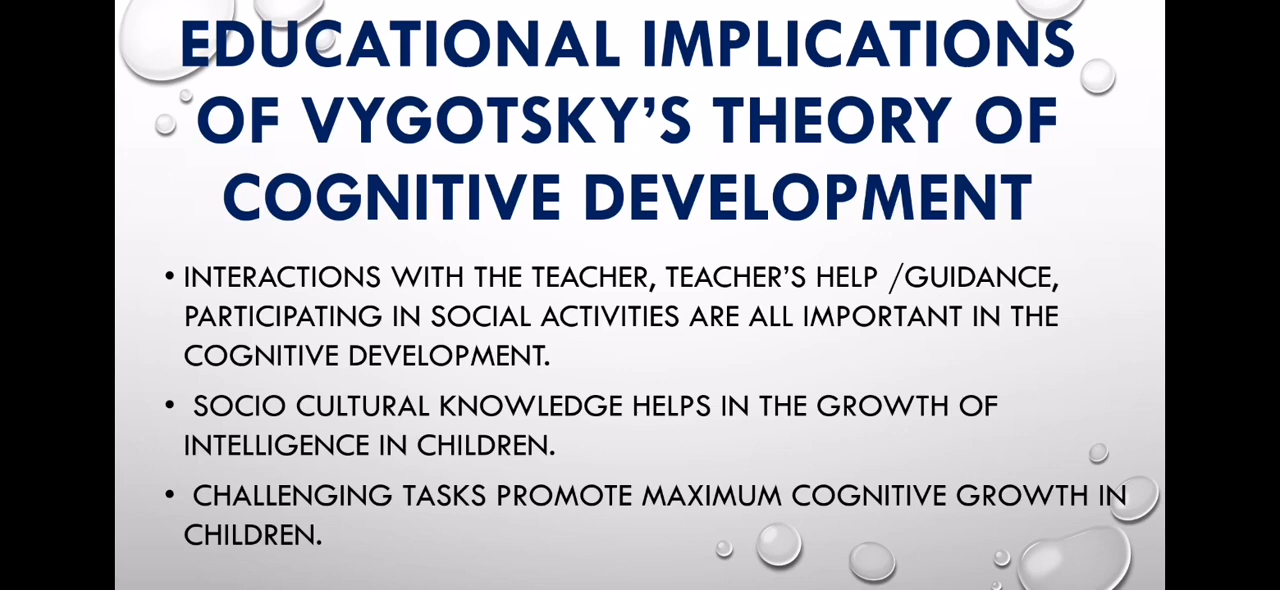 EDUCATIONAL IMPLICATIONS
OF VYGOTSKY'S THEORY OF
COGNITIVE DEVELOPMENT
• INTERACTIONS WITH THE TEACHER, TEACHER'S HELP /GUIDANCE,
PARTICIPATING IN SOCIAL ACTIVITIES ARE ALL IMPORTANT IN THE
COGNITIVE DEVELOPMENT.
• SOCIO CULTURAL KNOWLEDGE HELPS IN THE GROWTH OF
INTELLIGENCE IN CHILDREN.
• CHALLENGING TASKS PROMOTE MAXIMUM COGNITIVE GROWTH IN
CHILDREN.